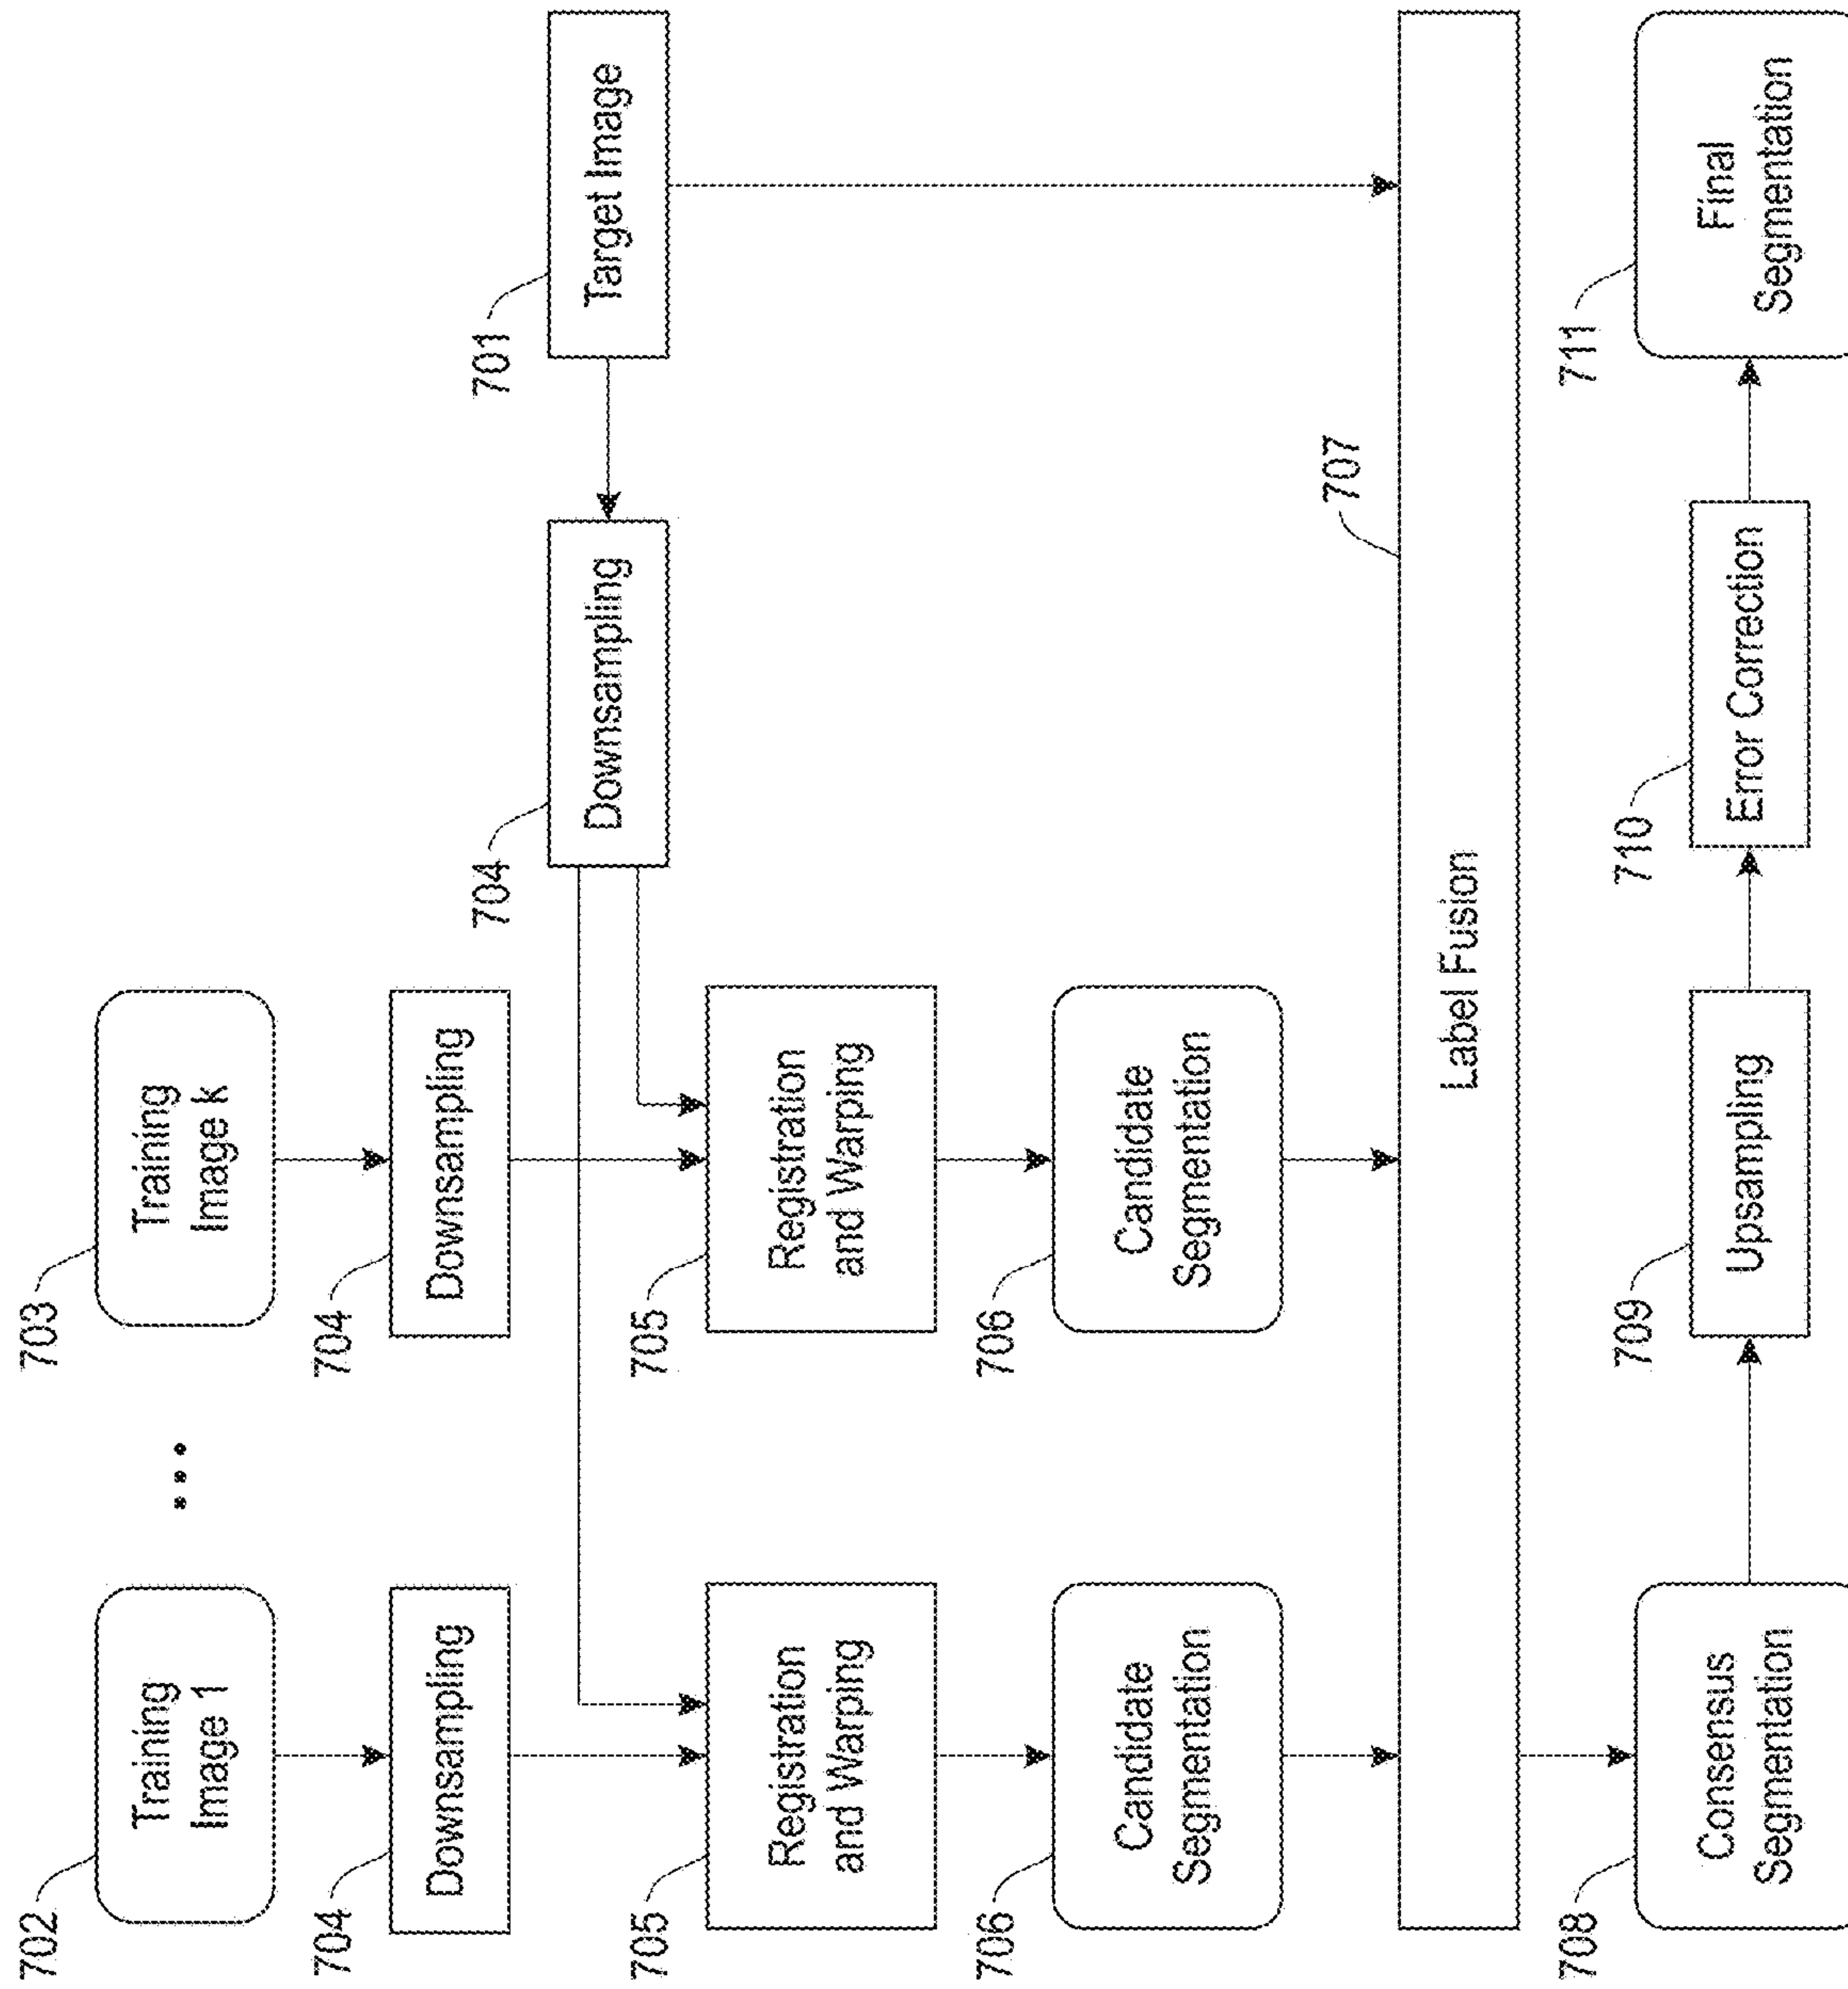 702
Training
Image 1
...
703
Training
Image k
704
Downsampling
704
Downsampling
704
Downsampling
701
Target Image
705
Registration
and Warping
705
Registration
and Warping
706
Candidate
Segmentation
706
Candidate
Segmentation
707
Label Fusion
708
Consensus
Segmentation
709
Upsampling
710
Error Correction
711
Final
Segmentation